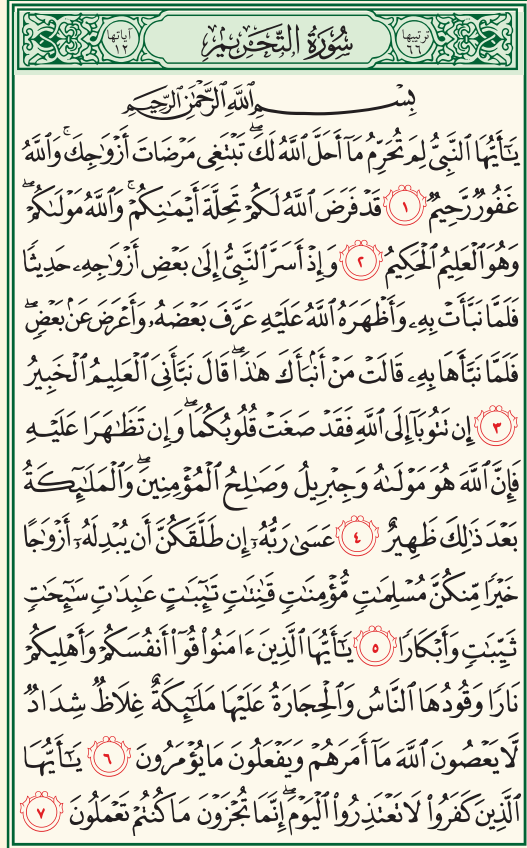 ترتيبها ٦٦ سُورَةُ التَّحْرِيمِ آياتها ١٢
بِسْمِ ٱللَّهِ ٱلرَّحْمَٰنِ ٱلرَّحِيمِ
يَٰٓأَيُّهَا ٱلنَّبِىُّ لِمَ تُحَرِّمُ مَآ أَحَلَّ ٱللَّهُ لَكَ ۖ تَبْتَغِى مَرْضَاتَ أَزْوَٰجِكَ ۚ وَٱللَّهُ
غَفُورٌ رَّحِيمٌ ١ قَدْ فَرَضَ ٱللَّهُ لَكُمْ تَحِلَّةَ أَيْمَٰنِكُمْ ۚ وَٱللَّهُ مَوْلَىٰكُمْ ۖ
وَهُوَ ٱلْعَلِيمُ ٱلْحَكِيمُ ٢ وَإِذْ أَسَرَّ ٱلنَّبِىُّ إِلَىٰ بَعْضِ أَزْوَٰجِهِۦ حَدِيثًا
فَلَمَّا نَبَّأَتْ بِهِۦ وَأَظْهَرَهُ ٱللَّهُ عَلَيْهِ عَرَّفَ بَعْضَهُۥ وَأَعْرَضَ عَنۢ بَعْضٍ ۖ
فَلَمَّا نَبَّأَهَا بِهِۦ قَالَتْ مَنْ أَنۢبَأَكَ هَٰذَا ۖ قَالَ نَبَّأَنِىَ ٱلْعَلِيمُ ٱلْخَبِيرُ
٣ إِن تَتُوبَآ إِلَى ٱللَّهِ فَقَدْ صَغَتْ قُلُوبُكُمَا ۖ وَإِن تَظَٰهَرَا عَلَيْهِ
فَإِنَّ ٱللَّهَ هُوَ مَوْلَىٰهُ وَجِبْرِيلُ وَصَٰلِحُ ٱلْمُؤْمِنِينَ ۖ وَٱلْمَلَٰٓئِكَةُ
بَعْدَ ذَٰلِكَ ظَهِيرٌ ٤ عَسَىٰ رَبُّهُۥٓ إِن طَلَّقَكُنَّ أَن يُبْدِلَهُۥٓ أَزْوَٰجًا
خَيْرًا مِّنكُنَّ مُسْلِمَٰتٍ مُّؤْمِنَٰتٍ قَٰنِتَٰتٍ تَٰٓئِبَٰتٍ عَٰبِدَٰتٍ سَٰٓئِحَٰتٍ
ثَيِّبَٰتٍ وَأَبْكَارًا ٥ يَٰٓأَيُّهَا ٱلَّذِينَ ءَامَنُوا۟ قُوٓا۟ أَنفُسَكُمْ وَأَهْلِيكُمْ
نَارًا وَقُودُهَا ٱلنَّاسُ وَٱلْحِجَارَةُ عَلَيْهَا مَلَٰٓئِكَةٌ غِلَاظٌ شِدَادٌ
لَّا يَعْصُونَ ٱللَّهَ مَآ أَمَرَهُمْ وَيَفْعَلُونَ مَا يُؤْمَرُونَ ٦ يَٰٓأَيُّهَا
ٱلَّذِينَ كَفَرُوا۟ لَا تَعْتَذِرُوا۟ ٱلْيَوْمَ ۖ إِنَّمَا تُجْزَوْنَ مَا كُنتُمْ تَعْمَلُونَ ٧